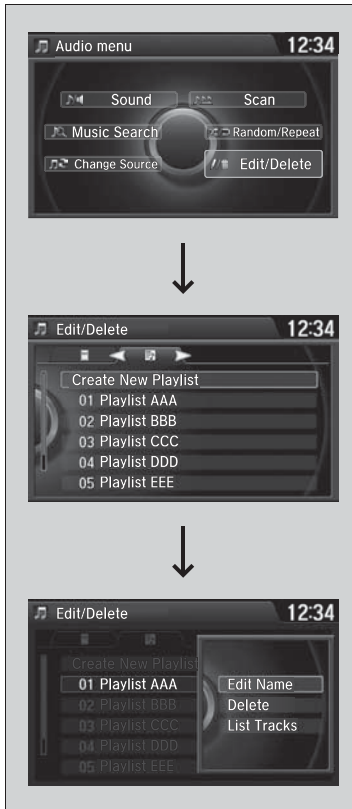 Audio menu 12:34
Sound Scan
Music Search Random/Repeat
Change Source Edit/Delete
Edit/Delete 12:34
Create New Playlist
01 Playlist AAA
02 Playlist BBB
03 Playlist CCC
04 Playlist DDD
05 Playlist EEE
Edit/Delete 12:34
Create New Playlist
01 Playlist AAA
02 Playlist BBB
03 Playlist CCC
04 Playlist DDD
05 Playlist EEE
Edit Name
Delete
List Tracks